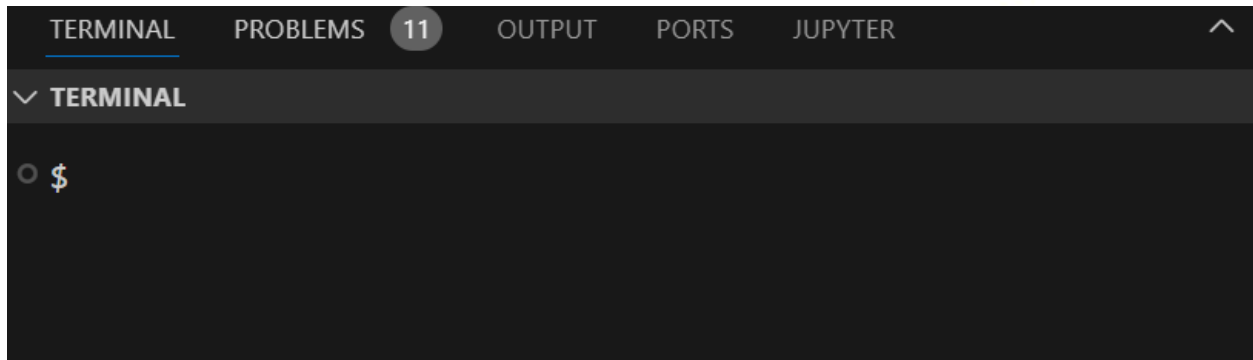 TERMINAL PROBLEMS 11 OUTPUT PORTS JUPYTER
TERMINAL
$